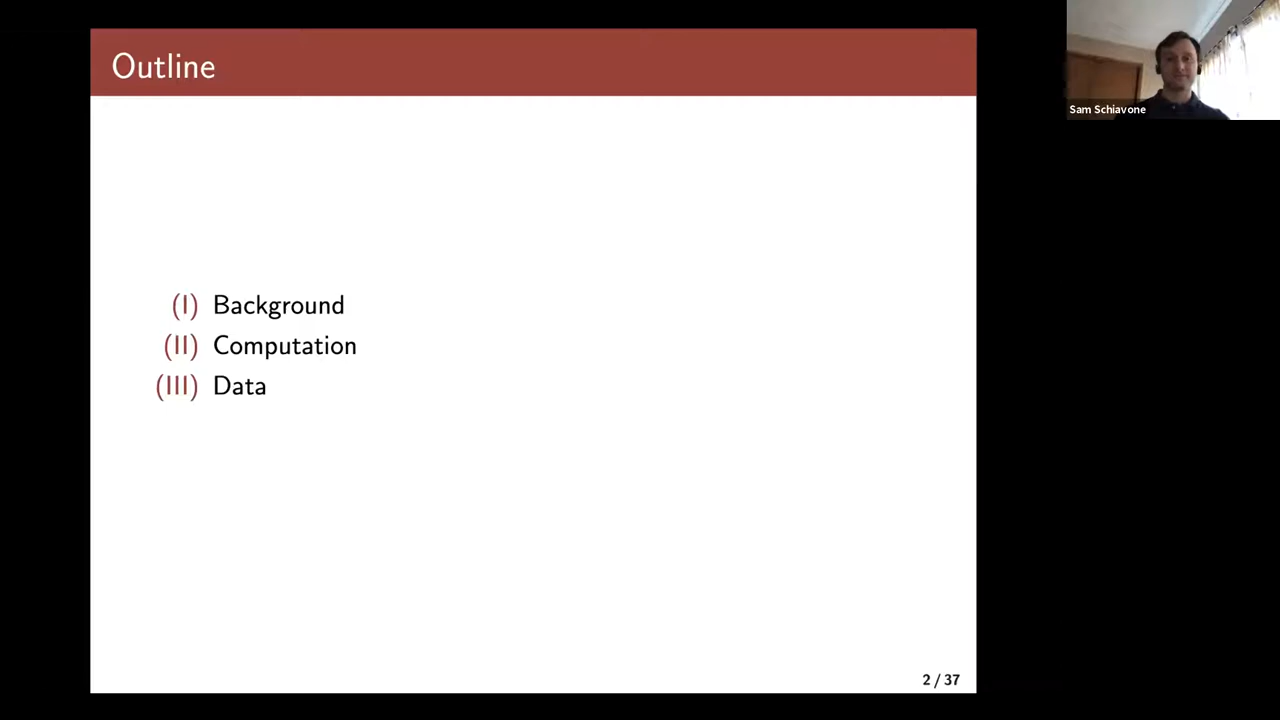 Outline
Sam Schiavone
(I) Background
(II) Computation
(III) Data
2 / 37